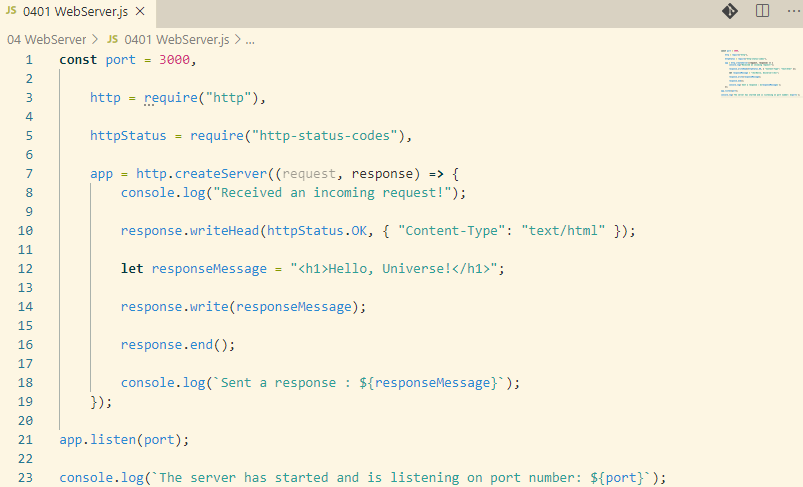 JS 0401 WebServer.js ×
04 WebServer > JS 0401 WebServer.js > ...
1 const port = 3000,
2
3 http = require("http"),
4
5 httpStatus = require("http-status-codes"),
6
7 app = http.createServer((request, response) => {
8 console.log("Received an incoming request!");
9
10 response.writeHead(httpStatus.OK, { "Content-Type": "text/html" });
11
12 let responseMessage = "<h1>Hello, Universe!</h1>";
13
14 response.write(responseMessage);
15
16 response.end();
17
18 console.log(`Sent a response : ${responseMessage}`);
19 });
20
21 app.listen(port);
22
23 console.log(`The server has started and is listening on port number: ${port}`);